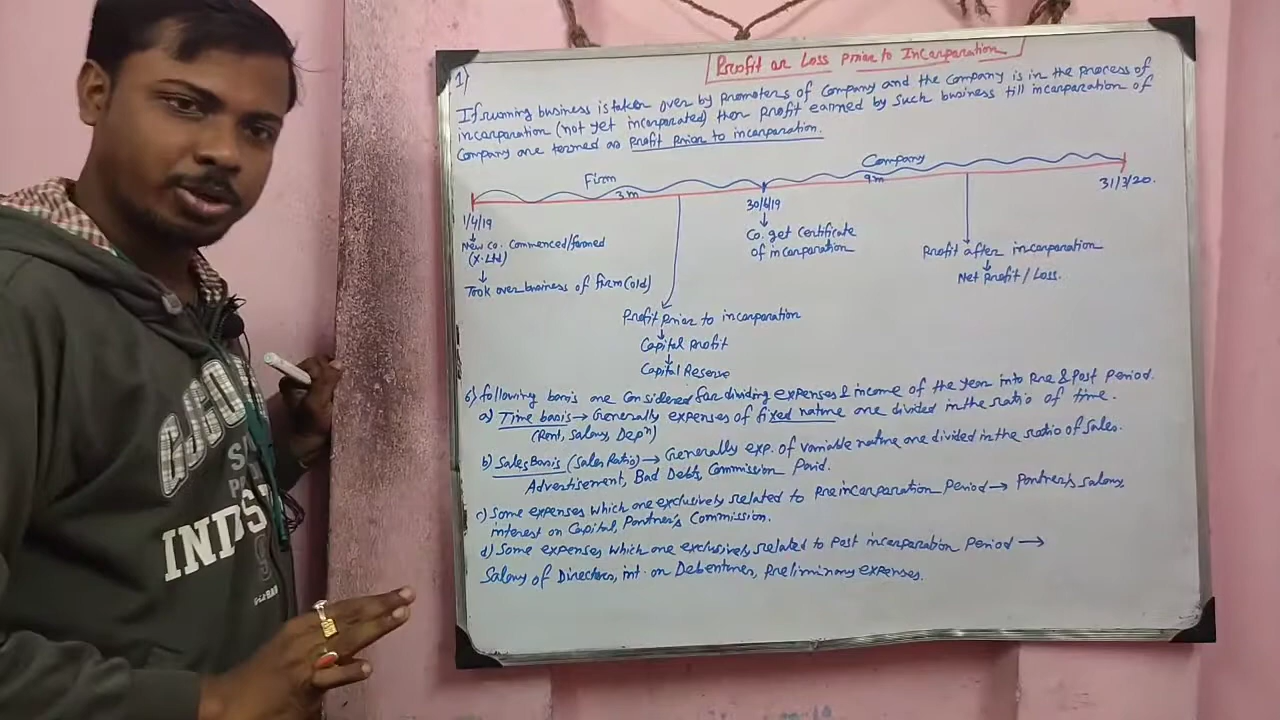 Profit or Loss Prior to Incorporation
1)
If running business is taken over by promoters of Company and the Company is in the process of
incorporation (not yet incorporated) then profit earned by such business till incorporation of
Company are termed as Profit Prior to incorporation.
Firm
Company
3m
9m
1/4/19
30/6/19
31/3/20.
New co. Commenced/formed
(X. Ltd)
Co. get certificate
of incorporation
Profit after incorporation
Net Profit / Loss.
Took over business of firm (old)
Profit prior to incorporation
Capital Profit
Capital Reserve
6) following basis are Considered for dividing expenses & income of the year into Pre & Post Period.
a) Time basis → Generally expenses of fixed nature are divided in the ratio of time.
(Rent, Salary, Depn)
b) Sales Basis (Sales Ratio) → Generally exp. of variable nature are divided in the ratio of Sales.
Advertisement, Bad Debts, Commission Paid.
c) Some expenses which are exclusively related to Pre incorporation Period → Partner's Salary,
interest on Capital, Partner's Commission.
d) Some expenses which are exclusively related to Post incorporation Period →
Salary of Directors, int. on Debentures, Preliminary expenses.
INDS